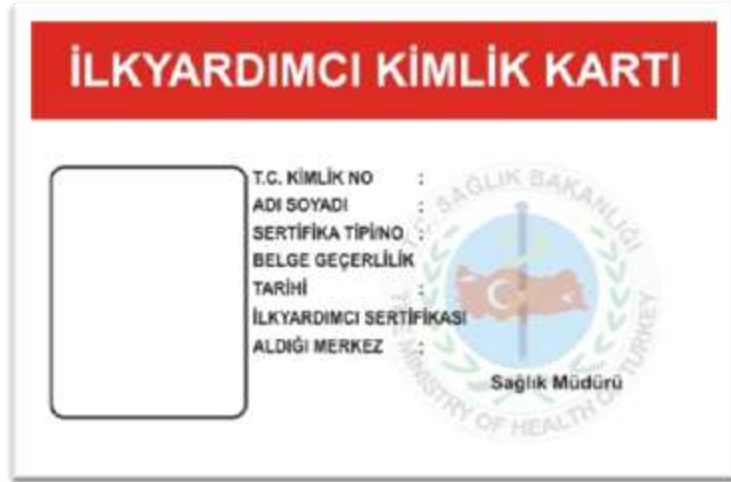 İLKYARDIMCI KİMLİK KARTI
T.C. KİMLİK NO :
ADI SOYADI :
SERTİFİKA TİPİ/NO :
BELGE GEÇERLİLİK
TARİHİ :
İLKYARDIMCI SERTİFİKASI
ALDIĞI MERKEZ :
T.C. SAĞLIK BAKANLIĞI
THE MINISTRY OF HEALTH OF TURKEY
Sağlık Müdürü